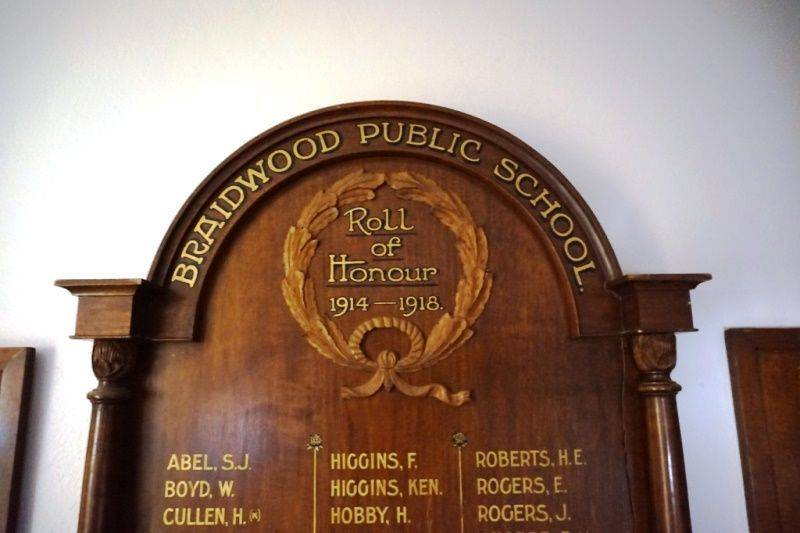 BRAIDWOOD PUBLIC SCHOOL.
Roll
of
Honour
1914—1918.
ABEL, S.J.
BOYD, W.
CULLEN, H. (K)
HIGGINS, F.
HIGGINS, KEN.
HOBBY, H.
ROBERTS, H.E.
ROGERS, E.
ROGERS, J.